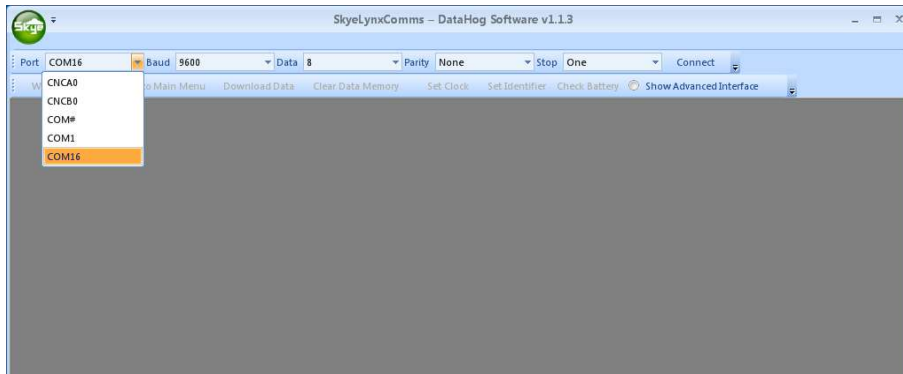 Skye
SkyeLynxComms – DataHog Software v1.1.3
Port COM16 Baud 9600 Data 8 Parity None Stop One Connect
W o Main Menu Download Data Clear Data Memory Set Clock Set Identifier Check Battery Show Advanced Interface
CNCA0
CNCB0
COM#
COM1
COM16